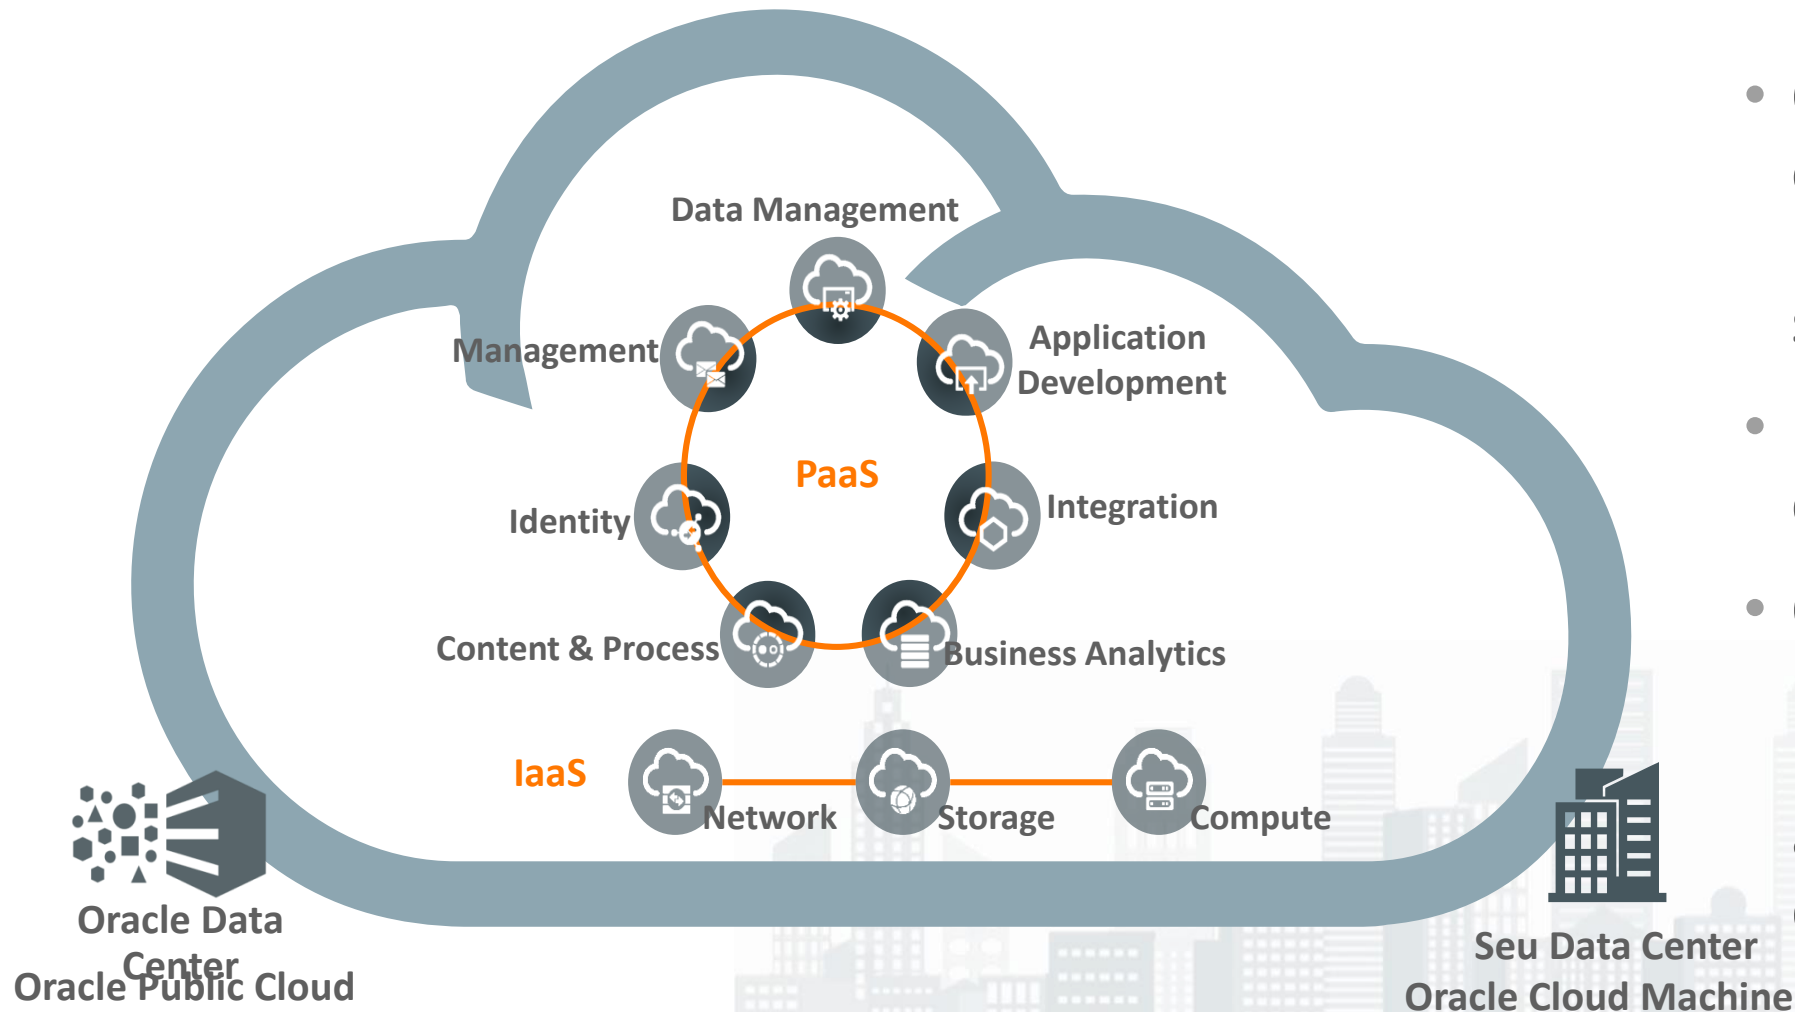 Data Management
Management
Application
Development
PaaS
Identity
Integration
Content & Process
Business Analytics
IaaS
Network
Storage
Compute
Oracle Data
Center
Oracle Public Cloud
Seu Data Center
Oracle Cloud Machine